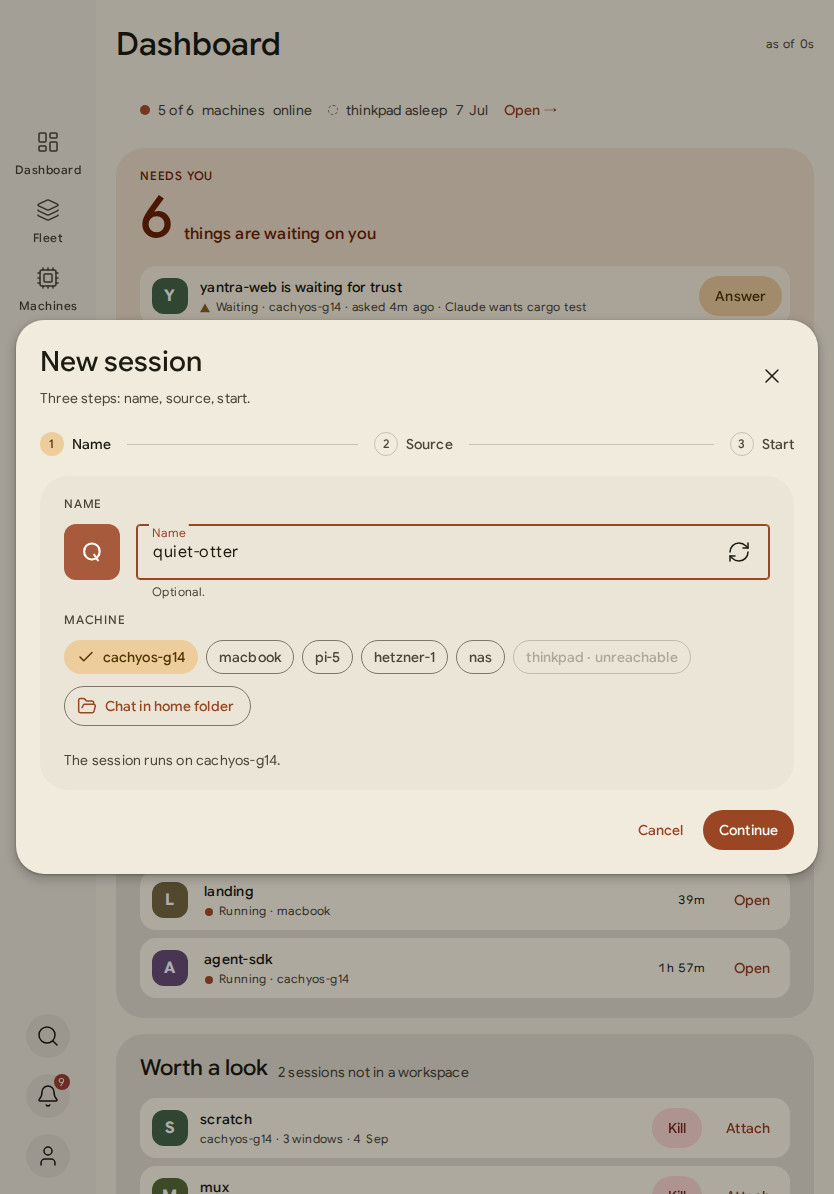 Dashboard
as of 0s
5 of 6 machines online
thinkpad asleep 7 Jul
Open →
Dashboard
Fleet
Machines
NEEDS YOU
6 things are waiting on you
Y
yantra-web is waiting for trust
Waiting · cachyos-g14 · asked 4m ago · Claude wants cargo test
Answer
New session
Three steps: name, source, start.
1 Name
2 Source
3 Start
NAME
Q
Name
quiet-otter
Optional.
MACHINE
cachyos-g14
macbook
pi-5
hetzner-1
nas
thinkpad · unreachable
Chat in home folder
The session runs on cachyos-g14.
Cancel
Continue
L
landing
Running · macbook
39m
Open
A
agent-sdk
Running · cachyos-g14
1h 57m
Open
9
Worth a look 2 sessions not in a workspace
S
scratch
cachyos-g14 · 3 windows · 4 Sep
Kill
Attach
M
mux
Kill
Attach